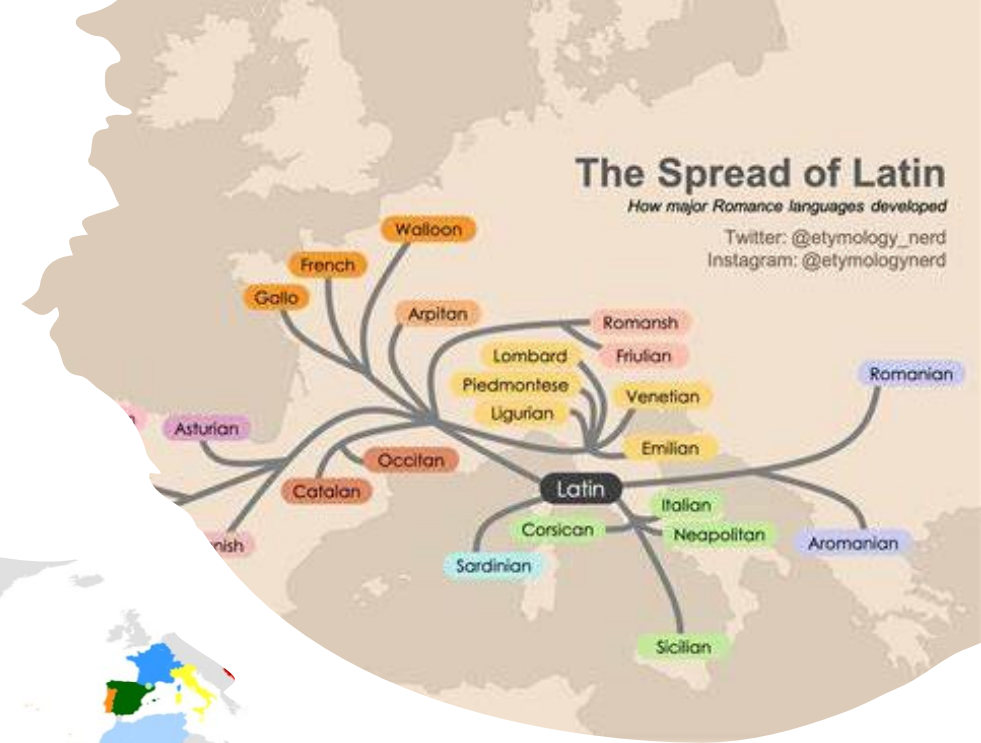 The Spread of Latin
How major Romance languages developed
Twitter: @etymology_nerd
Instagram: @etymologynerd
Walloon
French
Gallo
Arpitan
Romansh
Lombard
Friulian
Romanian
Piedmontese
Venetian
Ligurian
Asturian
Emilian
Occitan
Catalan
Latin
Italian
Corsican
Neapolitan
Aromanian
Sardinian
Sicilian